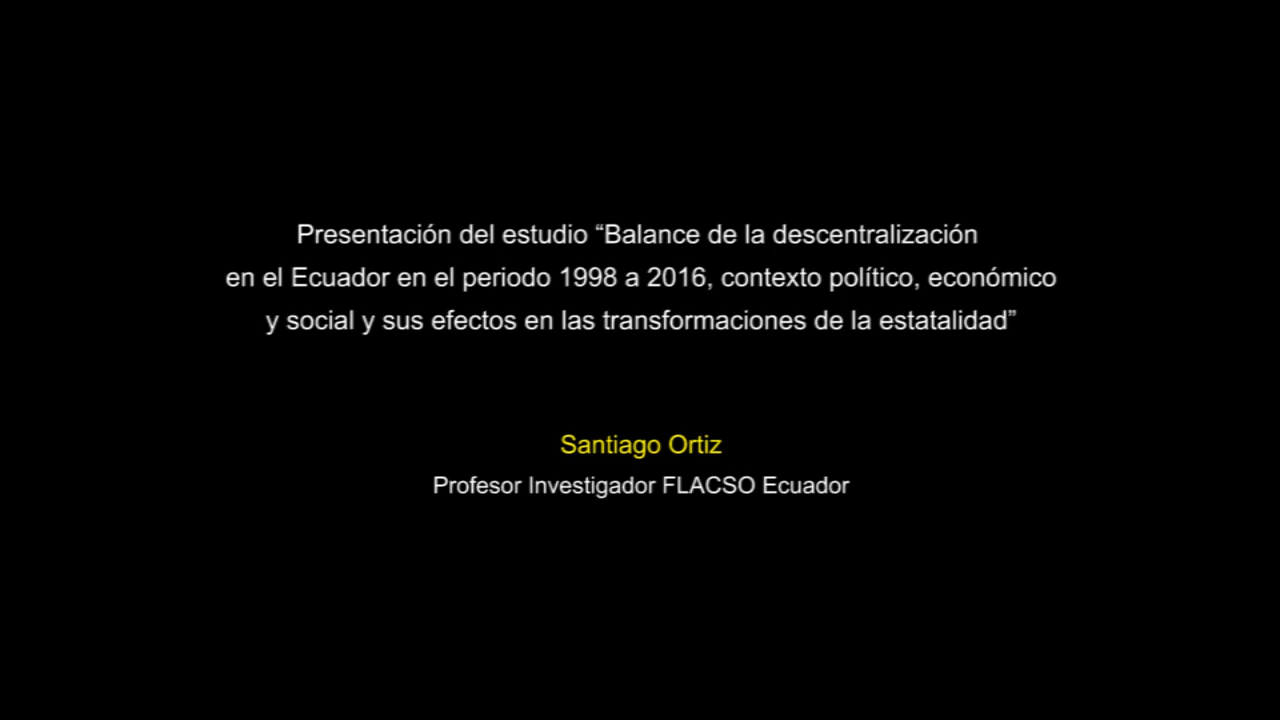 Presentación del estudio “Balance de la descentralización
en el Ecuador en el periodo 1998 a 2016, contexto político, económico
y social y sus efectos en las transformaciones de la estatalidad”
Santiago Ortiz
Profesor Investigador FLACSO Ecuador